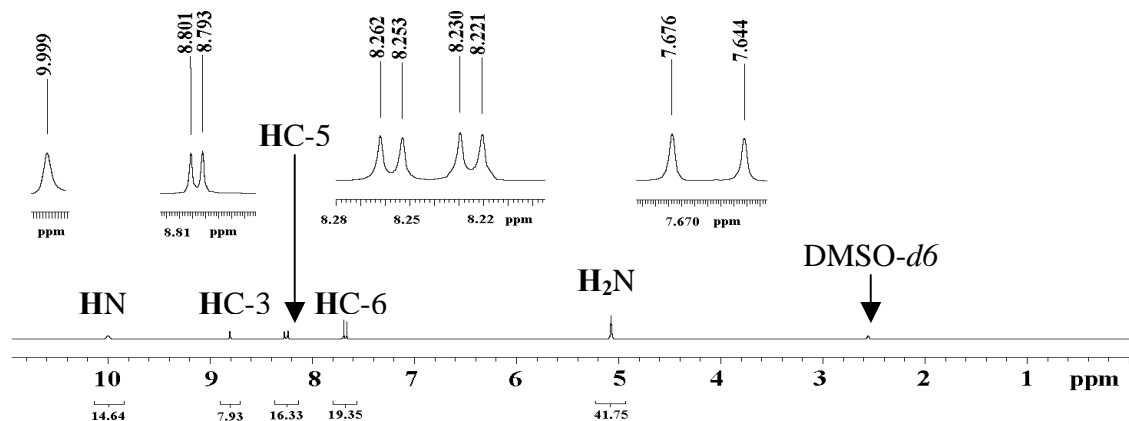 9.999
8.801
8.793
8.262
8.253
8.230
8.221
7.676
7.644
HC-5
ppm
8.81 ppm
8.28 8.25 8.22 ppm
7.670 ppm
DMSO-d6
HN
HC-3
HC-6
H₂N
10 9 8 7 6 5 4 3 2 1 ppm
14.64 7.93 16.33 19.35 41.75